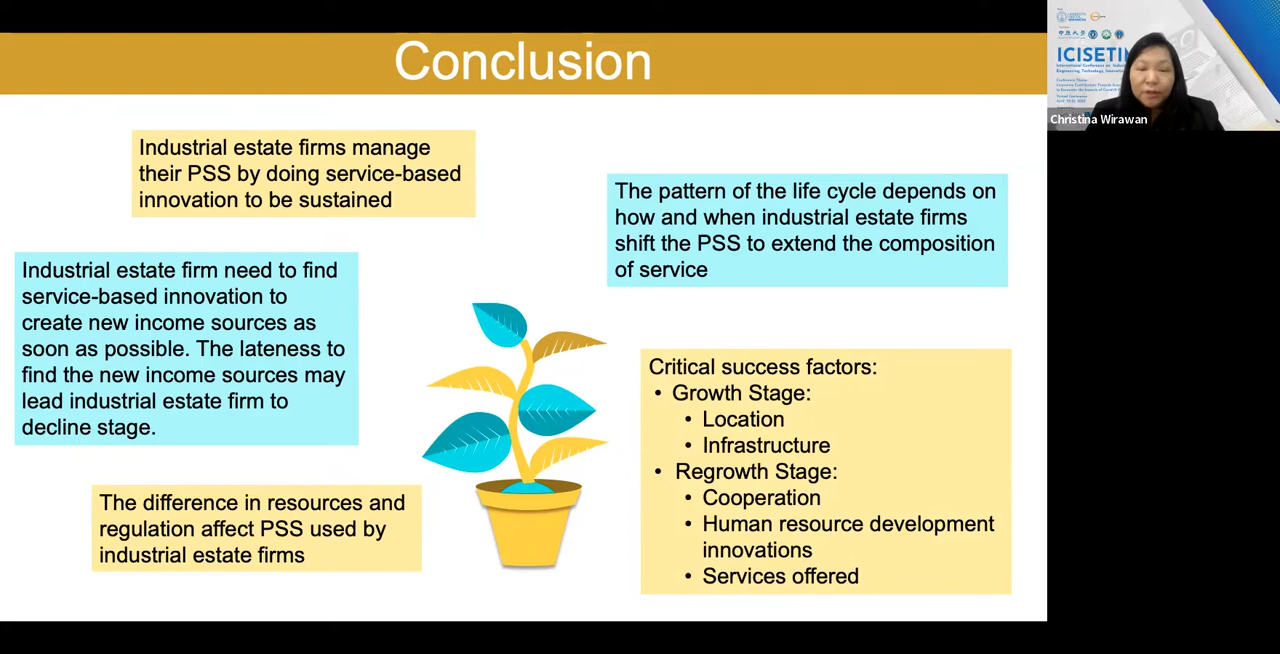 Conclusion
Industrial estate firms manage
their PSS by doing service-based
innovation to be sustained
The pattern of the life cycle depends on
how and when industrial estate firms
shift the PSS to extend the composition
of service
Industrial estate firm need to find
service-based innovation to
create new income sources as
soon as possible. The lateness to
find the new income sources may
lead industrial estate firm to
decline stage.
Critical success factors:
• Growth Stage:
• Location
• Infrastructure
• Regrowth Stage:
• Cooperation
• Human resource development
innovations
• Services offered
The difference in resources and
regulation affect PSS used by
industrial estate firms
ICISETI
International Conference on
Engineering, Technology,
Christina Wirawan